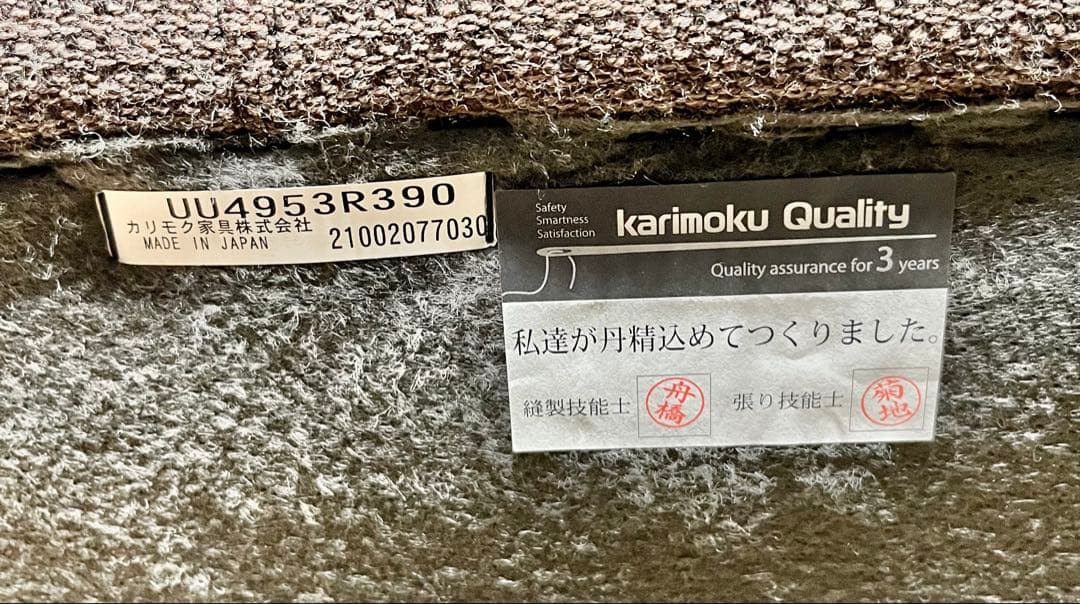 UU4953R390
カリモク家具株式会社
MADE IN JAPAN 21002077030
Safety
Smartness
Satisfaction
karimoku Quality
Quality assurance for 3 years
私達が丹精込めてつくりました。
縫製技能士 舟橋 張り技能士 菊地